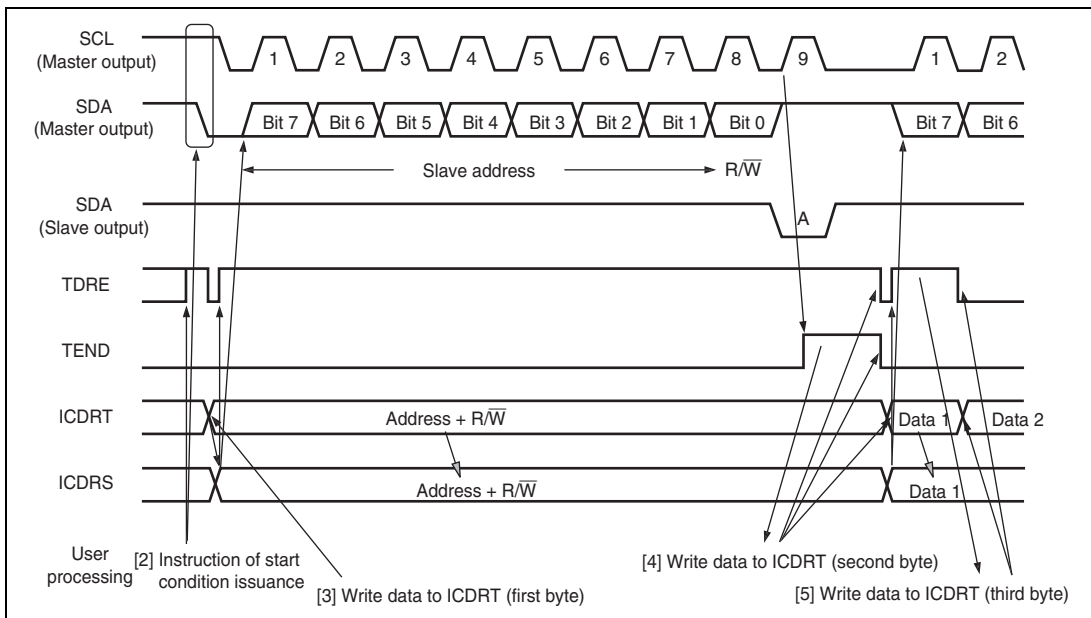 SCL
(Master output)
1 2 3 4 5 6 7 8 9 1 2
SDA
(Master output)
Bit 7 Bit 6 Bit 5 Bit 4 Bit 3 Bit 2 Bit 1 Bit 0 Bit 7 Bit 6
Slave address R/W̅
SDA
(Slave output)
A
TDRE
TEND
ICDRT
Address + R/W̅ Data 1 Data 2
ICDRS
Address + R/W̅ Data 1
User
processing
[2] Instruction of start
condition issuance
[3] Write data to ICDRT (first byte)
[4] Write data to ICDRT (second byte)
[5] Write data to ICDRT (third byte)